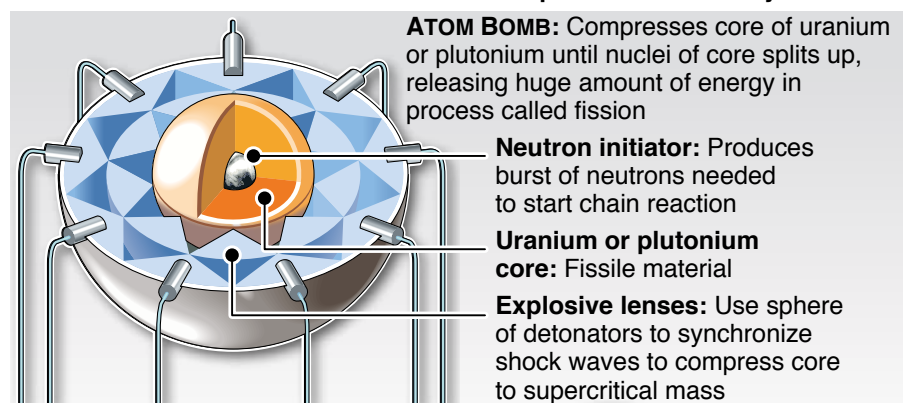 ATOM BOMB: Compresses core of uranium
or plutonium until nuclei of core splits up,
releasing huge amount of energy in
process called fission
Neutron initiator: Produces
burst of neutrons needed
to start chain reaction
Uranium or plutonium
core: Fissile material
Explosive lenses: Use sphere
of detonators to synchronize
shock waves to compress core
to supercritical mass